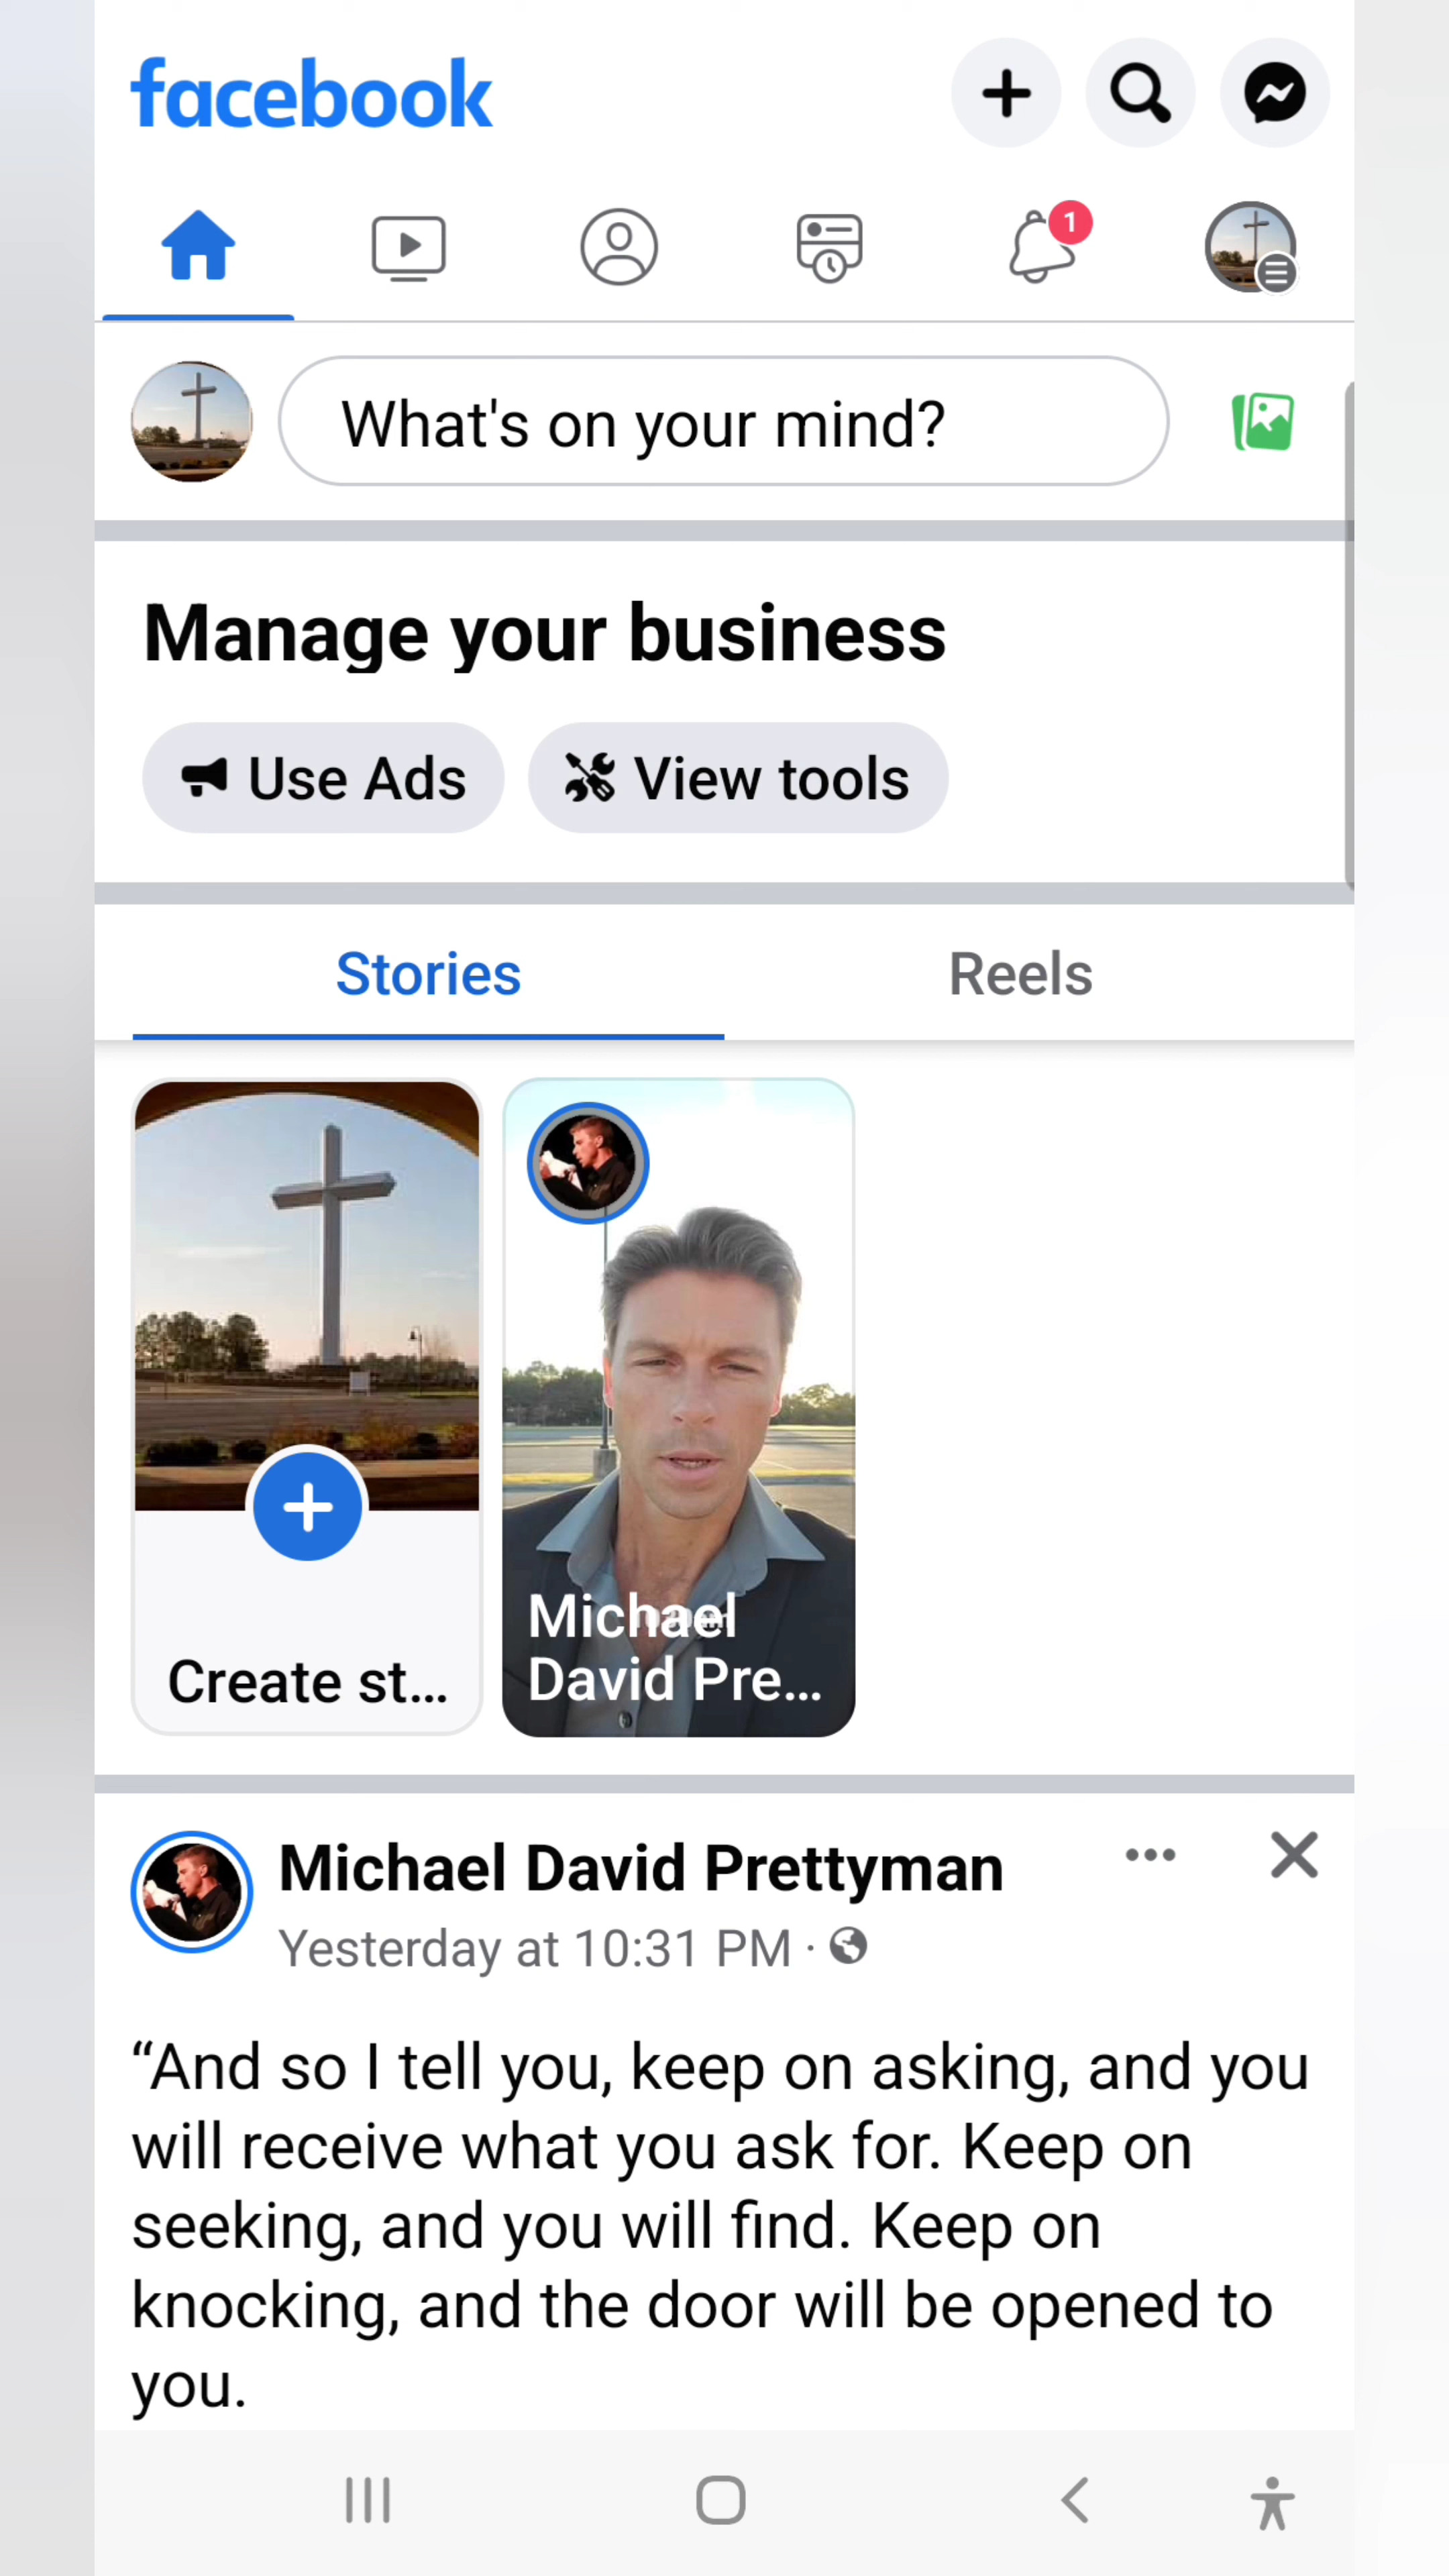 facebook
1
What's on your mind?
Manage your business
Use Ads
View tools
Stories
Reels
Create st...
Michael
David Pre...
Michael David Prettyman
Yesterday at 10:31 PM ·
“And so I tell you, keep on asking, and you
will receive what you ask for. Keep on
seeking, and you will find. Keep on
knocking, and the door will be opened to
you.